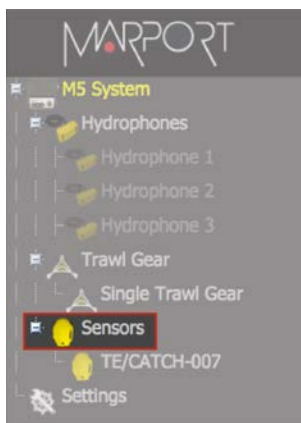 MARPORT
M5 System
Hydrophones
Hydrophone 1
Hydrophone 2
Hydrophone 3
Trawl Gear
Single Trawl Gear
Sensors
TE/CATCH-007
Settings